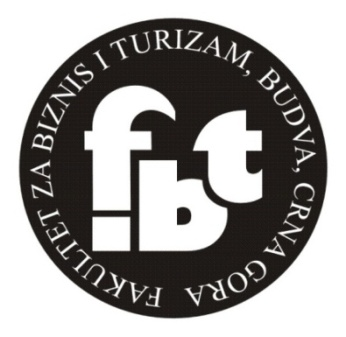 FAKULTET ZA BIZNIS I TURIZAM, BUDVA, CRNA GORA
fbt